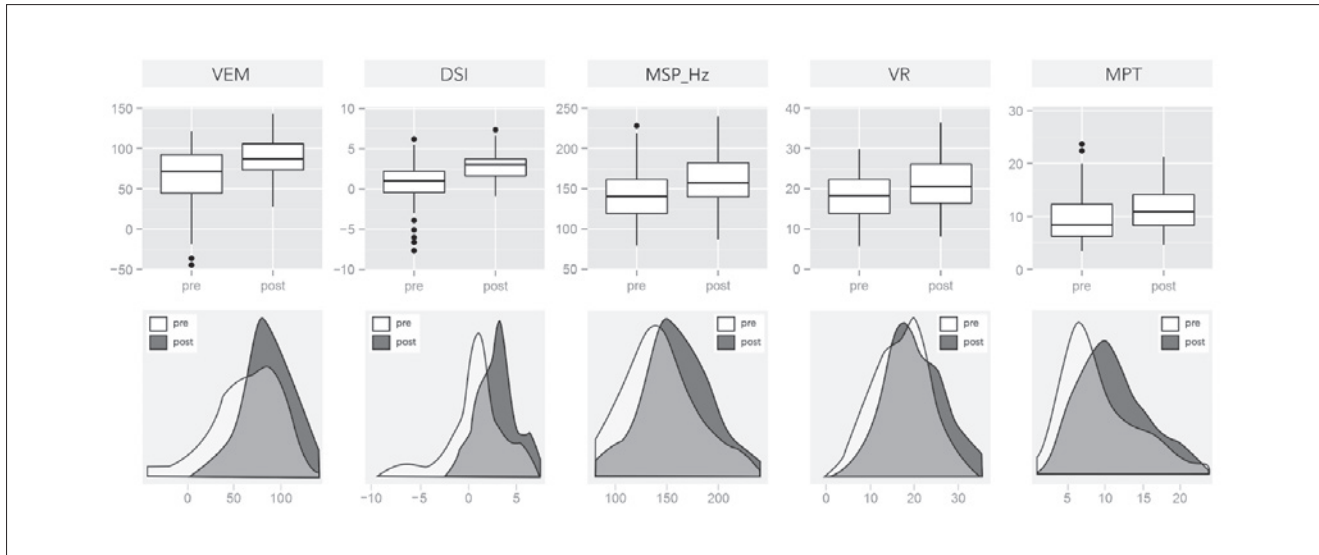 VEM DSI MSP_Hz VR MPT
150 10 250 40 30
100 5 200 30 20
50 0 150 20 10
0 −5 100 10 0
−50 −10 50 0
pre post pre post pre post pre post pre post
pre pre pre pre pre
post post post post post
0 50 100 −10 −5 0 5 100 150 200 0 10 20 30 5 10 15 20